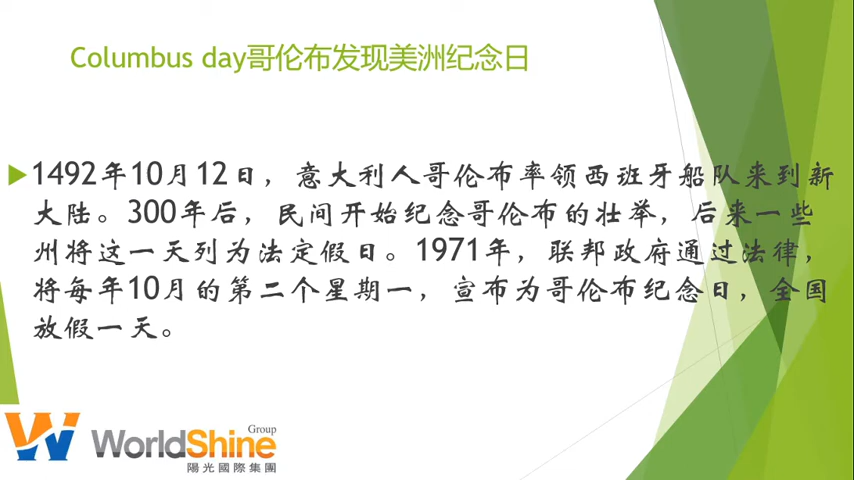 Columbus day哥伦布发现美洲纪念日
1492年10月12日，意大利人哥伦布率领西班牙船队来到新
大陆。300年后，民间开始纪念哥伦布的壮举，后来一些
州将这一天列为法定假日。1971年，联邦政府通过法律，
将每年10月的第二个星期一，宣布为哥伦布纪念日，全国
放假一天。
Group
WorldShine
陽光國際集團